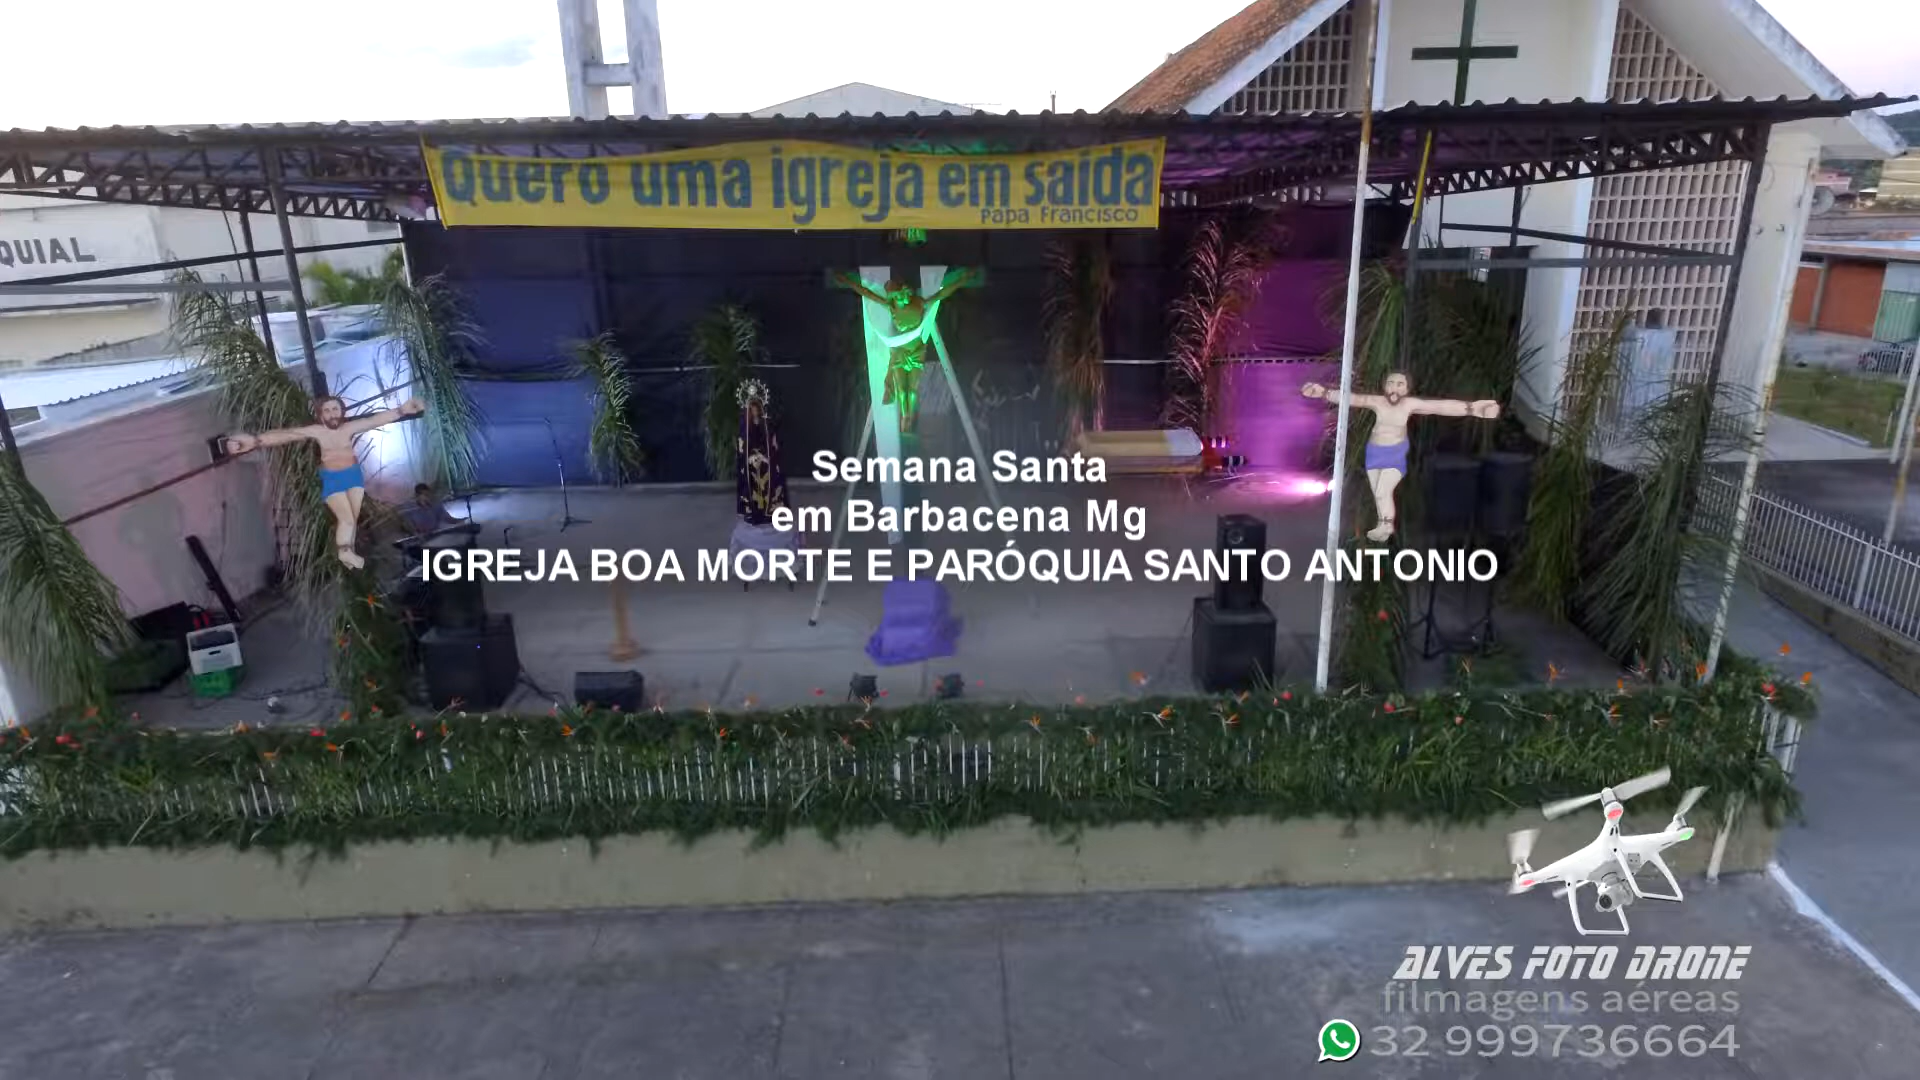 Quero uma igreja em saída
Papa Francisco
QUIAL
Semana Santa
em Barbacena Mg
IGREJA BOA MORTE E PARÓQUIA SANTO ANTONIO
ALVES FOTO DRONE
filmagens aéreas
32 999736664